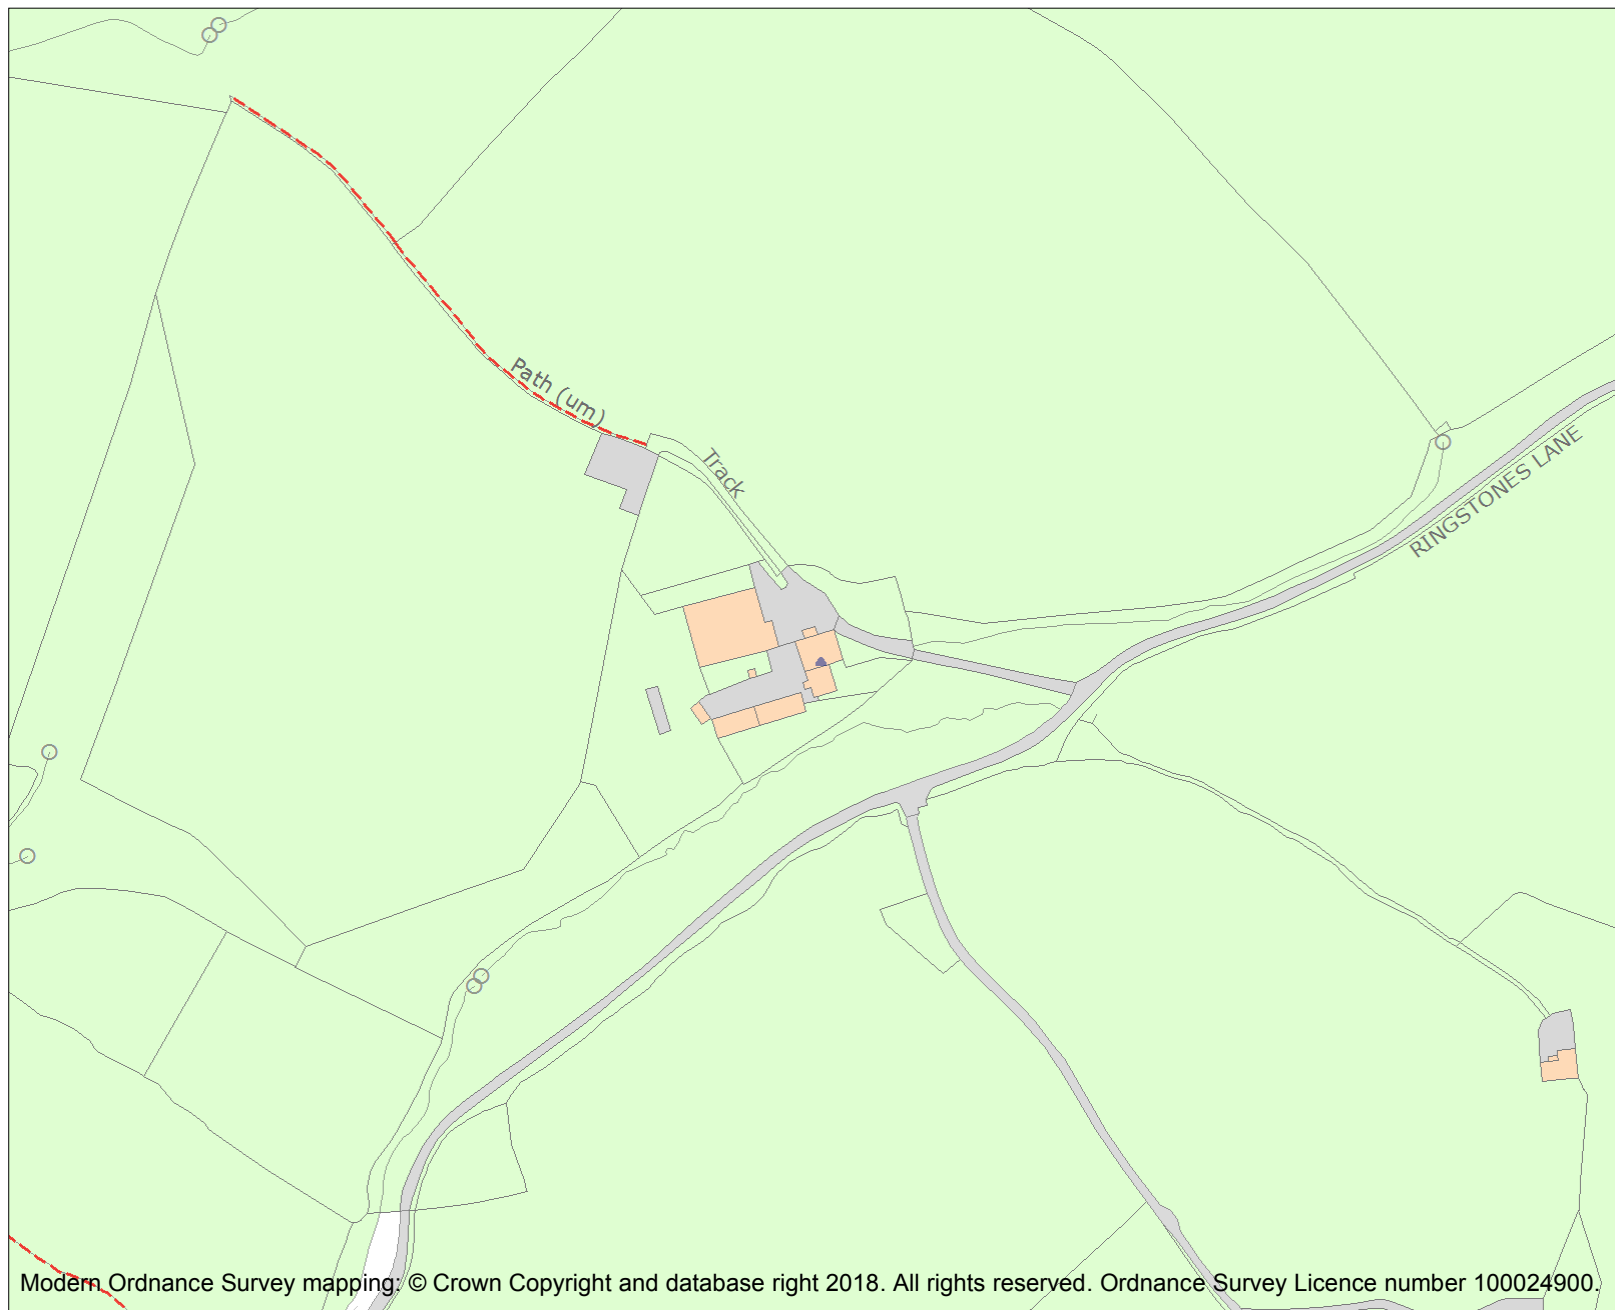 Path (um)
Track
RINGSTONES LANE
Modern Ordnance Survey mapping: © Crown Copyright and database right 2018. All rights reserved. Ordnance Survey Licence number 100024900.